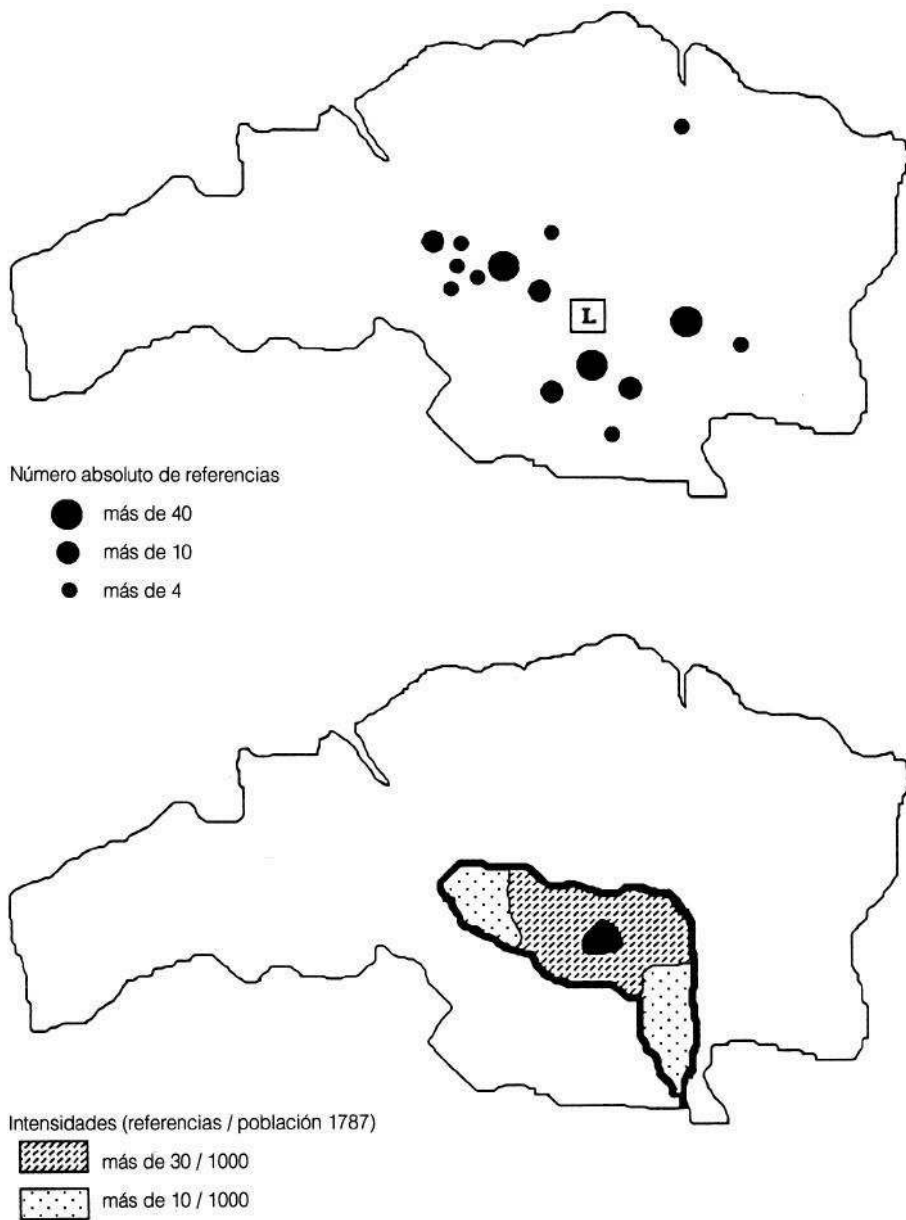 L
Número absoluto de referencias
más de 40
más de 10
más de 4
Intensidades (referencias / población 1787)
más de 30 / 1000
más de 10 / 1000